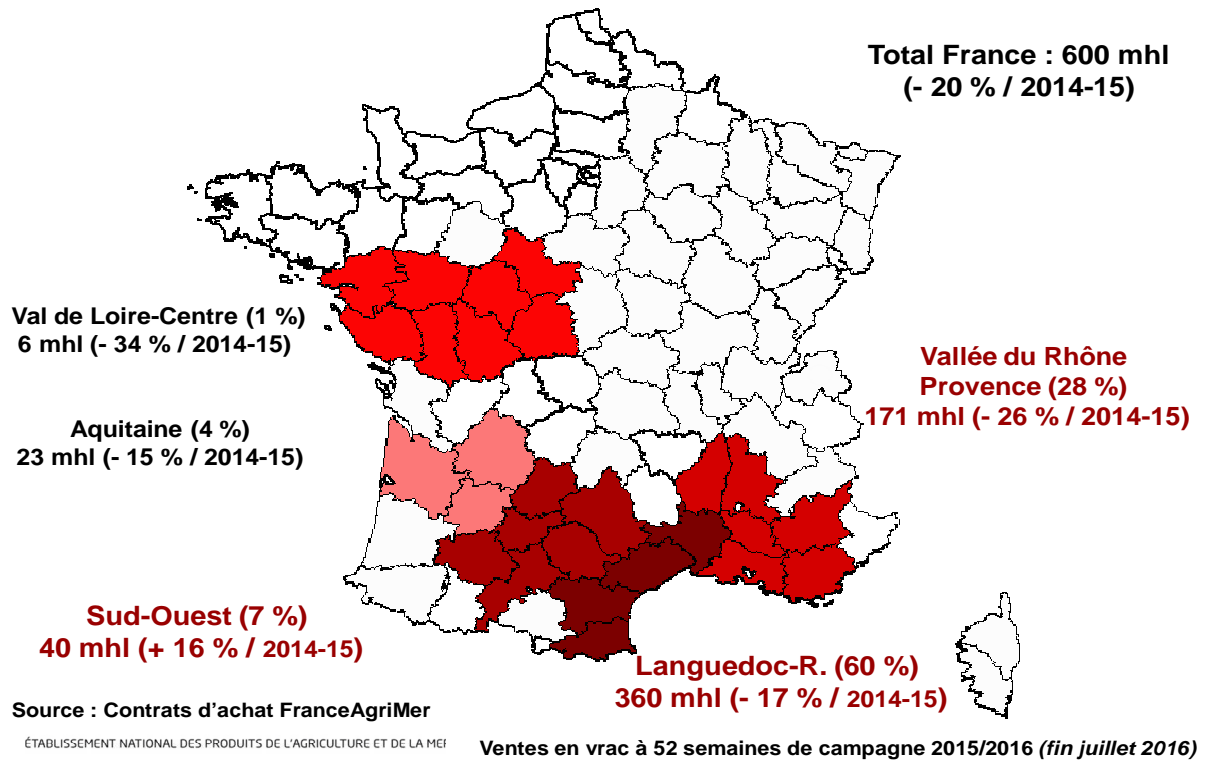 Total France : 600 mhl
(- 20 % / 2014-15)
Val de Loire-Centre (1 %)
6 mhl (- 34 % / 2014-15)
Vallée du Rhône
Provence (28 %)
171 mhl (- 26 % / 2014-15)
Aquitaine (4 %)
23 mhl (- 15 % / 2014-15)
Sud-Ouest (7 %)
40 mhl (+ 16 % / 2014-15)
Languedoc-R. (60 %)
360 mhl (- 17 % / 2014-15)
Source : Contrats d'achat FranceAgriMer
ÉTABLISSEMENT NATIONAL DES PRODUITS DE L'AGRICULTURE ET DE LA
Ventes en vrac à 52 semaines de campagne 2015/2016 (fin juillet 2016)